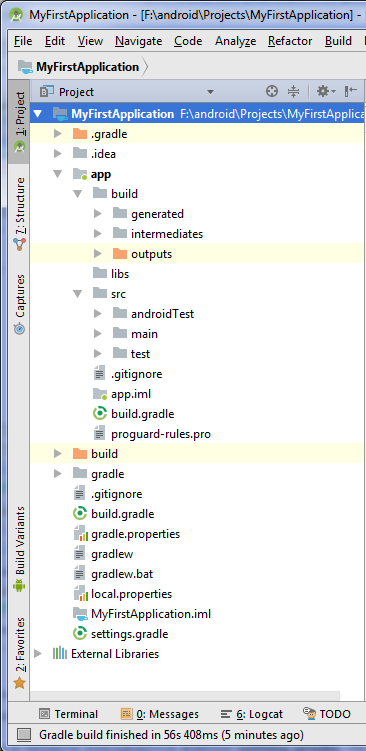 MyFirstApplication - [F:\android\Projects\MyFirstApplication] -
File Edit View Navigate Code Analyze Refactor Build
MyFirstApplication
Project
MyFirstApplication F:\android\Projects\MyFirstApplica
.gradle
.idea
app
build
generated
intermediates
outputs
libs
src
androidTest
main
test
.gitignore
app.iml
build.gradle
proguard-rules.pro
build
gradle
.gitignore
build.gradle
gradle.properties
gradlew
gradlew.bat
local.properties
MyFirstApplication.iml
settings.gradle
External Libraries
1: Project
7: Structure
Captures
Build Variants
2: Favorites
Terminal 0: Messages 6: Logcat TODO
Gradle build finished in 56s 408ms (5 minutes ago)